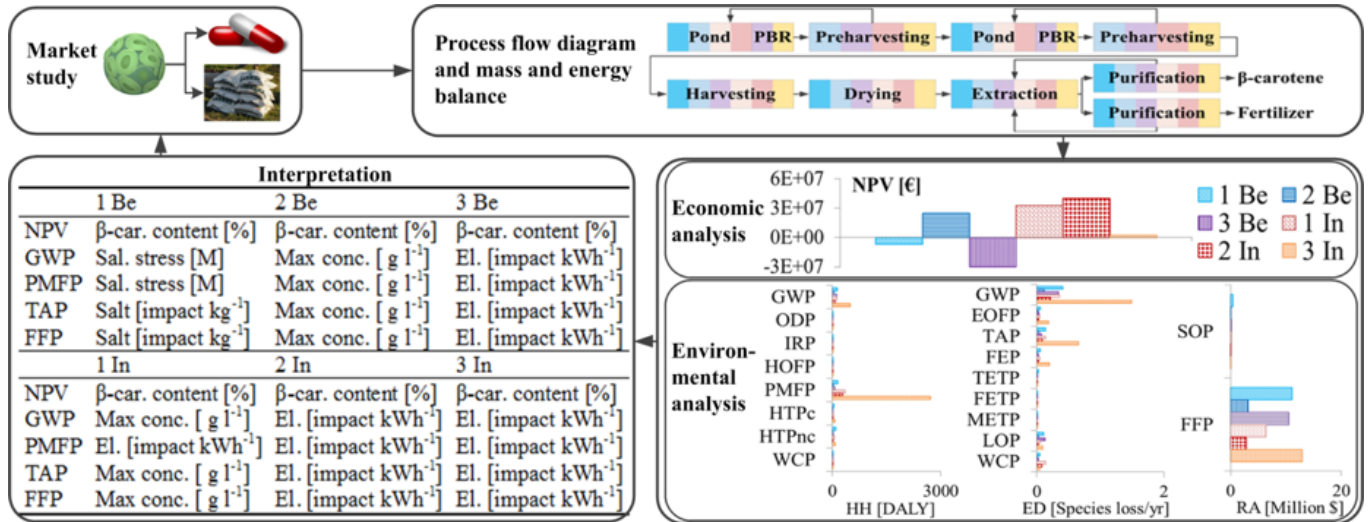 Market
study
Process flow diagram
and mass and energy
balance
Pond PBR
Preharvesting
Pond PBR
Preharvesting
Harvesting
Drying
Extraction
Purification
β-carotene
Purification
Fertilizer
Interpretation
1 Be 2 Be 3 Be
NPV β-car. content [%] β-car. content [%] β-car. content [%]
GWP Sal. stress [M] Max conc. [ g l⁻¹] El. [impact kWh⁻¹]
PMFP Sal. stress [M] Max conc. [ g l⁻¹] El. [impact kWh⁻¹]
TAP Salt [impact kg⁻¹] Max conc. [ g l⁻¹] El. [impact kWh⁻¹]
FFP Salt [impact kg⁻¹] Max conc. [ g l⁻¹] El. [impact kWh⁻¹]
1 In 2 In 3 In
NPV β-car. content [%] β-car. content [%] β-car. content [%]
GWP Max conc. [ g l⁻¹] El. [impact kWh⁻¹] El. [impact kWh⁻¹]
PMFP El. [impact kWh⁻¹] El. [impact kWh⁻¹] El. [impact kWh⁻¹]
TAP Max conc. [ g l⁻¹] El. [impact kWh⁻¹] El. [impact kWh⁻¹]
FFP Max conc. [ g l⁻¹] El. [impact kWh⁻¹] El. [impact kWh⁻¹]
Economic
analysis
NPV [€]
6E+07
3E+07
0E+00
-3E+07
1 Be 2 Be
3 Be 1 In
2 In 3 In
Environ-
mental
analysis
GWP
ODP
IRP
HOFP
PMFP
HTPc
HTPnc
WCP
0 3000
HH [DALY]
GWP
EOFP
TAP
FEP
TETP
FETP
METP
LOP
WCP
0 2
ED [Species loss/yr]
SOP
FFP
0 20
RA [Million $]